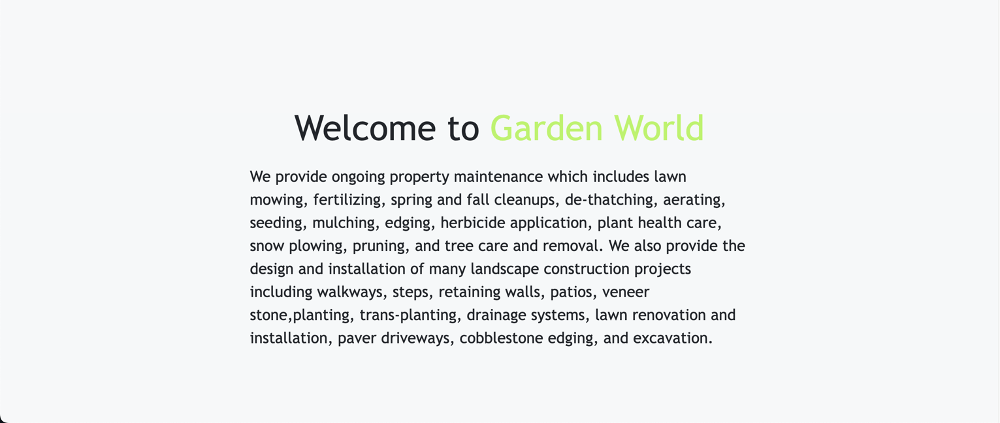 Welcome to Garden World
We provide ongoing property maintenance which includes lawn
mowing, fertilizing, spring and fall cleanups, de-thatching, aerating,
seeding, mulching, edging, herbicide application, plant health care,
snow plowing, pruning, and tree care and removal. We also provide the
design and installation of many landscape construction projects
including walkways, steps, retaining walls, patios, veneer
stone,planting, trans-planting, drainage systems, lawn renovation and
installation, paver driveways, cobblestone edging, and excavation.